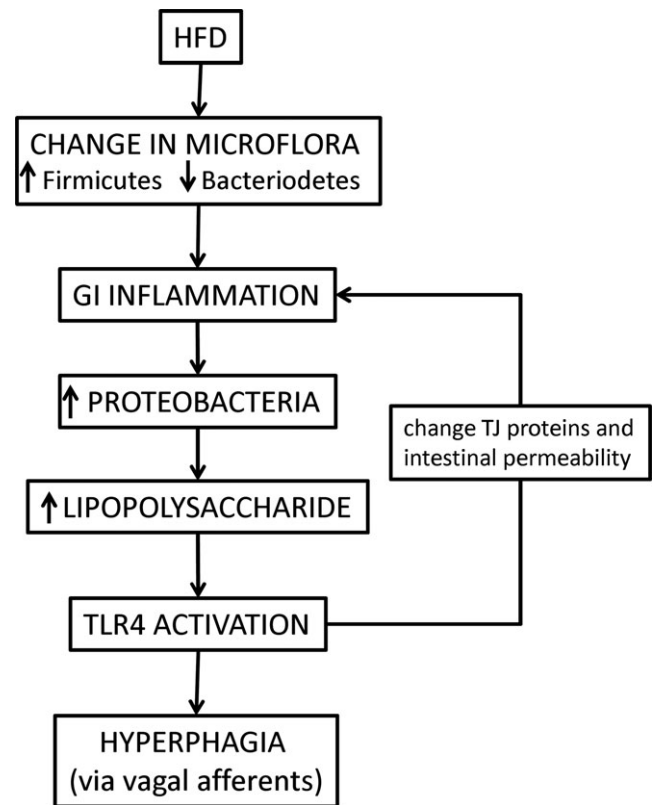 HFD
CHANGE IN MICROFLORA
↑ Firmicutes ↓ Bacteriodetes
GI INFLAMMATION
↑ PROTEOBACTERIA
change TJ proteins and
intestinal permeability
↑ LIPOPOLYSACCHARIDE
TLR4 ACTIVATION
HYPERPHAGIA
(via vagal afferents)